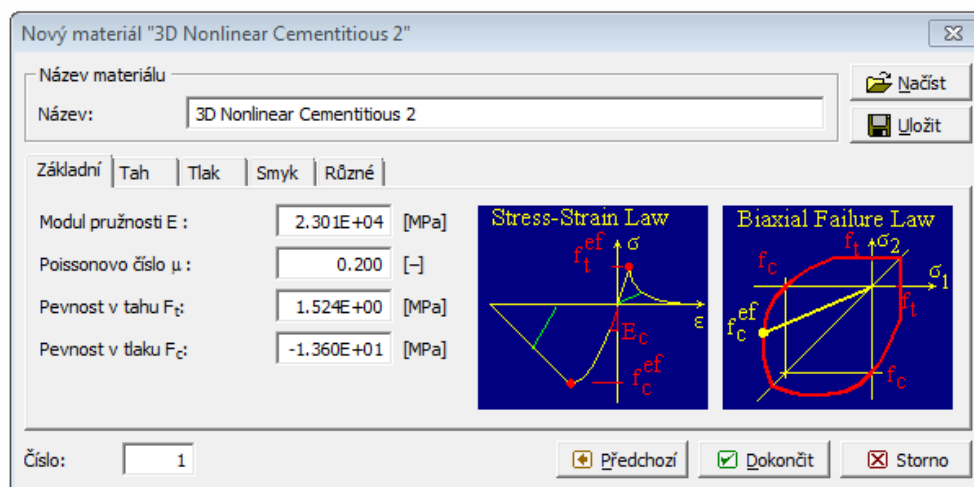 Nový materiál "3D Nonlinear Cementitious 2"
Název materiálu
Název: 3D Nonlinear Cementitious 2
Načíst
Uložit
Základní Tah Tlak Smyk Různé
Modul pružnosti E : 2.301E+04 [MPa]
Poissonovo číslo μ : 0.200 [–]
Pevnost v tahu Ft: 1.524E+00 [MPa]
Pevnost v tlaku Fc: -1.360E+01 [MPa]
Stress-Strain Law
ftef σ
ε
Ec
fcef
Biaxial Failure Law
ft σ2
fc σ1
ft
fcef
fc
Číslo: 1
Předchozí Dokončit Storno